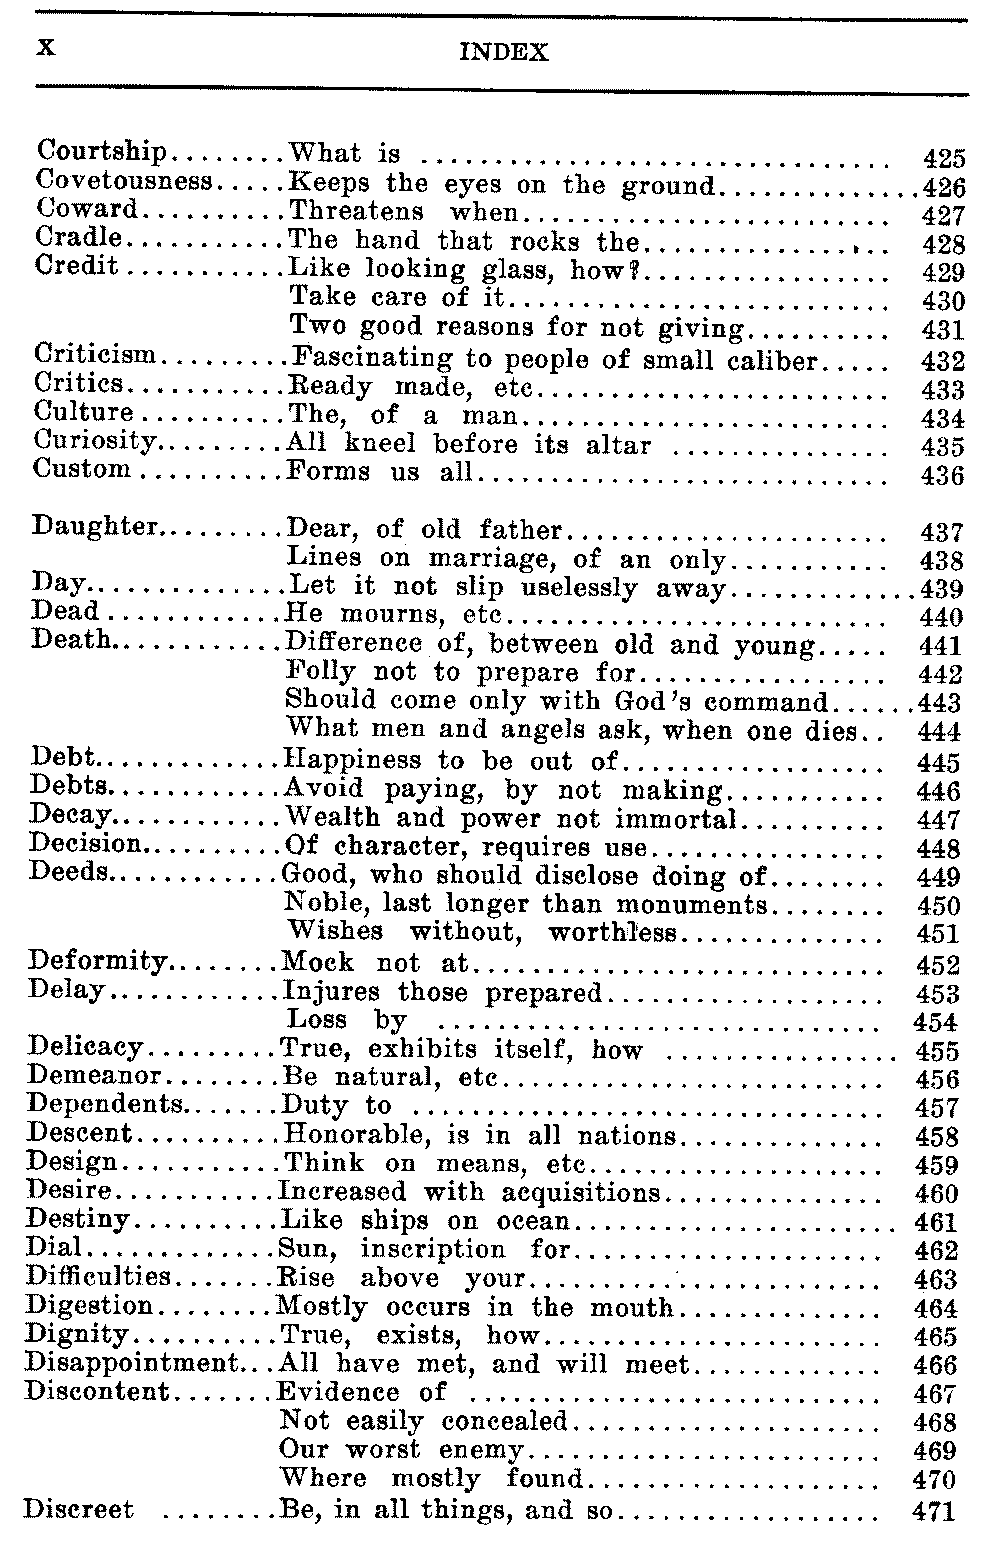 X INDEX
Courtship........What is ................................ 425
Covetousness.....Keeps the eyes on the ground..............426
Coward..........Threatens when......................... 427
Cradle...........The hand that rocks the................. 428
Credit...........Like looking glass, how?................. 429
Take care of it.......................... 430
Two good reasons for not giving.......... 431
Criticism.........Fascinating to people of small caliber..... 432
Critics...........Ready made, etc........................ 433
Culture..........The, of a man......................... 434
Curiosity.........All kneel before its altar ............... 435
Custom..........Forms us all............................ 436
Daughter.........Dear, of old father...................... 437
Lines on marriage, of an only........... 438
Day..............Let it not slip uselessly away.............439
Dead............He mourns, etc.......................... 440
Death............Difference of, between old and young..... 441
Folly not to prepare for................. 442
Should come only with God's command......443
What men and angels ask, when one dies.. 444
Debt.............Happiness to be out of.................. 445
Debts............Avoid paying, by not making........... 446
Decay............Wealth and power not immortal.......... 447
Decision..........Of character, requires use................ 448
Deeds............Good, who should disclose doing of........ 449
Noble, last longer than monuments........ 450
Wishes without, worthless.............. 451
Deformity........Mock not at............................ 452
Delay............Injures those prepared................... 453
Loss by .............................. 454
Delicacy.........True, exhibits itself, how ................ 455
Demeanor........Be natural, etc.......................... 456
Dependents.......Duty to ................................ 457
Descent..........Honorable, is in all nations.............. 458
Design...........Think on means, etc.................... 459
Desire...........Increased with acquisitions............... 460
Destiny..........Like ships on ocean...................... 461
Dial.............Sun, inscription for..................... 462
Difficulties.......Rise above your........................ 463
Digestion........Mostly occurs in the mouth.............. 464
Dignity..........True, exists, how....................... 465
Disappointment...All have met, and will meet............. 466
Discontent.......Evidence of ............................ 467
Not easily concealed..................... 468
Our worst enemy........................ 469
Where mostly found.................... 470
Discreet ........Be, in all things, and so.................. 471